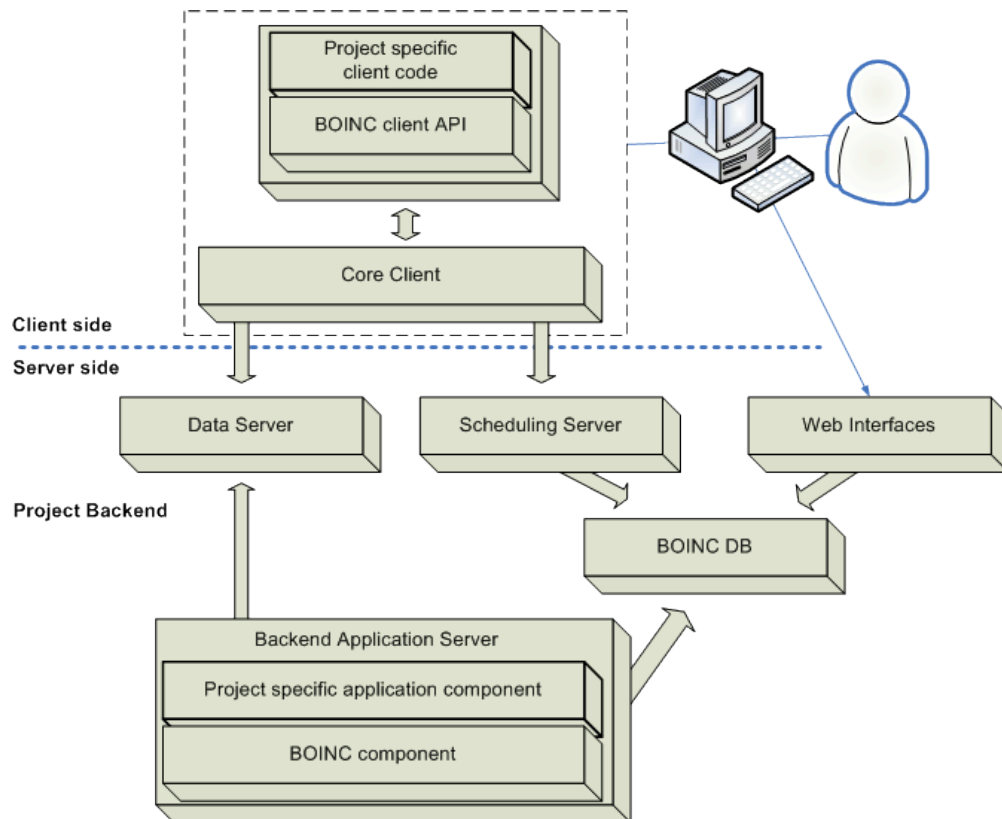 Project specific
client code
BOINC client API
Core Client
Client side
Server side
Data Server
Scheduling Server
Web Interfaces
Project Backend
BOINC DB
Backend Application Server
Project specific application component
BOINC component